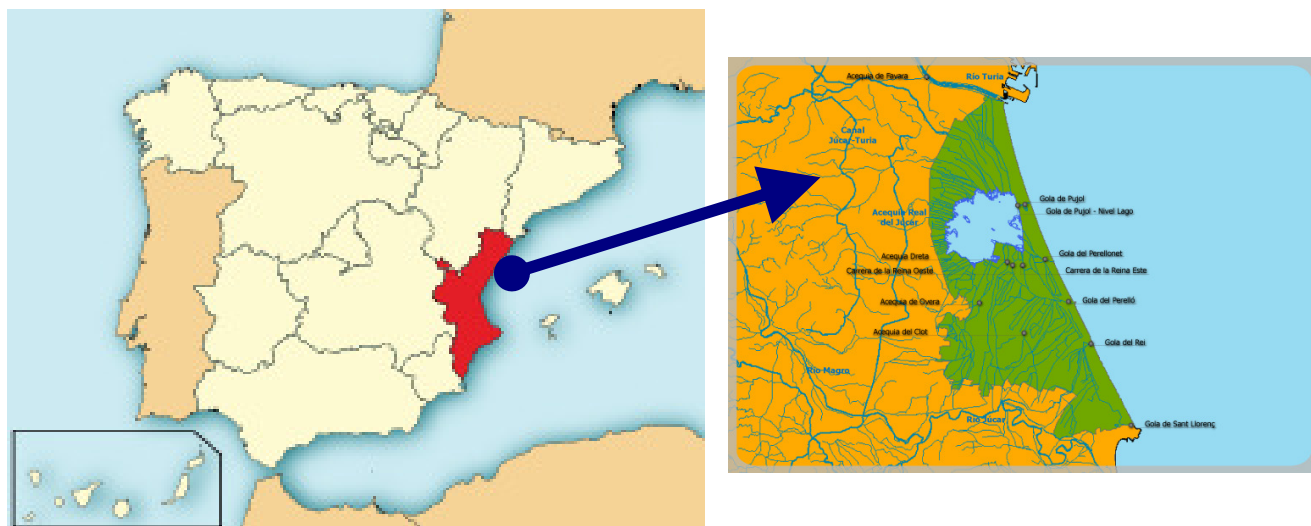 Acequia de Favara
Río Turia
Canal
Júcar-Turia
Gola de Pujol
Acequia Real
del Júcar
Gola de Pujol - Nivel Lago
Gola del Perellonet
Acequia Dreta
Carrera de la Reina Oeste
Carrera de la Reina Este
Acequia de Overa
Gola del Perelló
Acequia del Clot
Gola del Rei
Río Magro
Río Júcar
Gola de Sant Llorenç